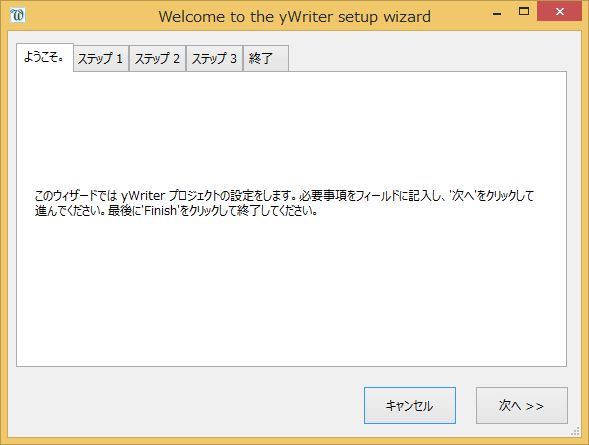 Welcome to the yWriter setup wizard
ようこそ。 ステップ 1 ステップ 2 ステップ 3 終了
このウィザードでは yWriter プロジェクトの設定をします。必要事項をフィールドに記入し、'次へ'をクリックして
進んでください。最後に'Finish'をクリックして終了してください。
キャンセル 次へ >>